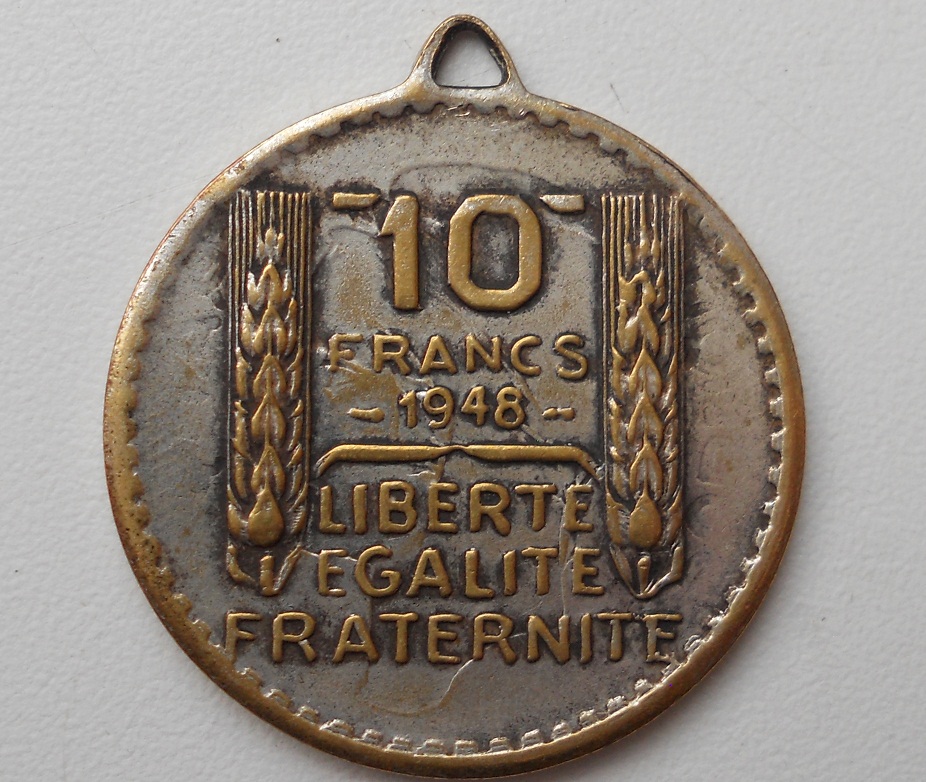 -10-
FRANCS
- 1948 --
LIBERTE
EGALITE
FRATERNITE